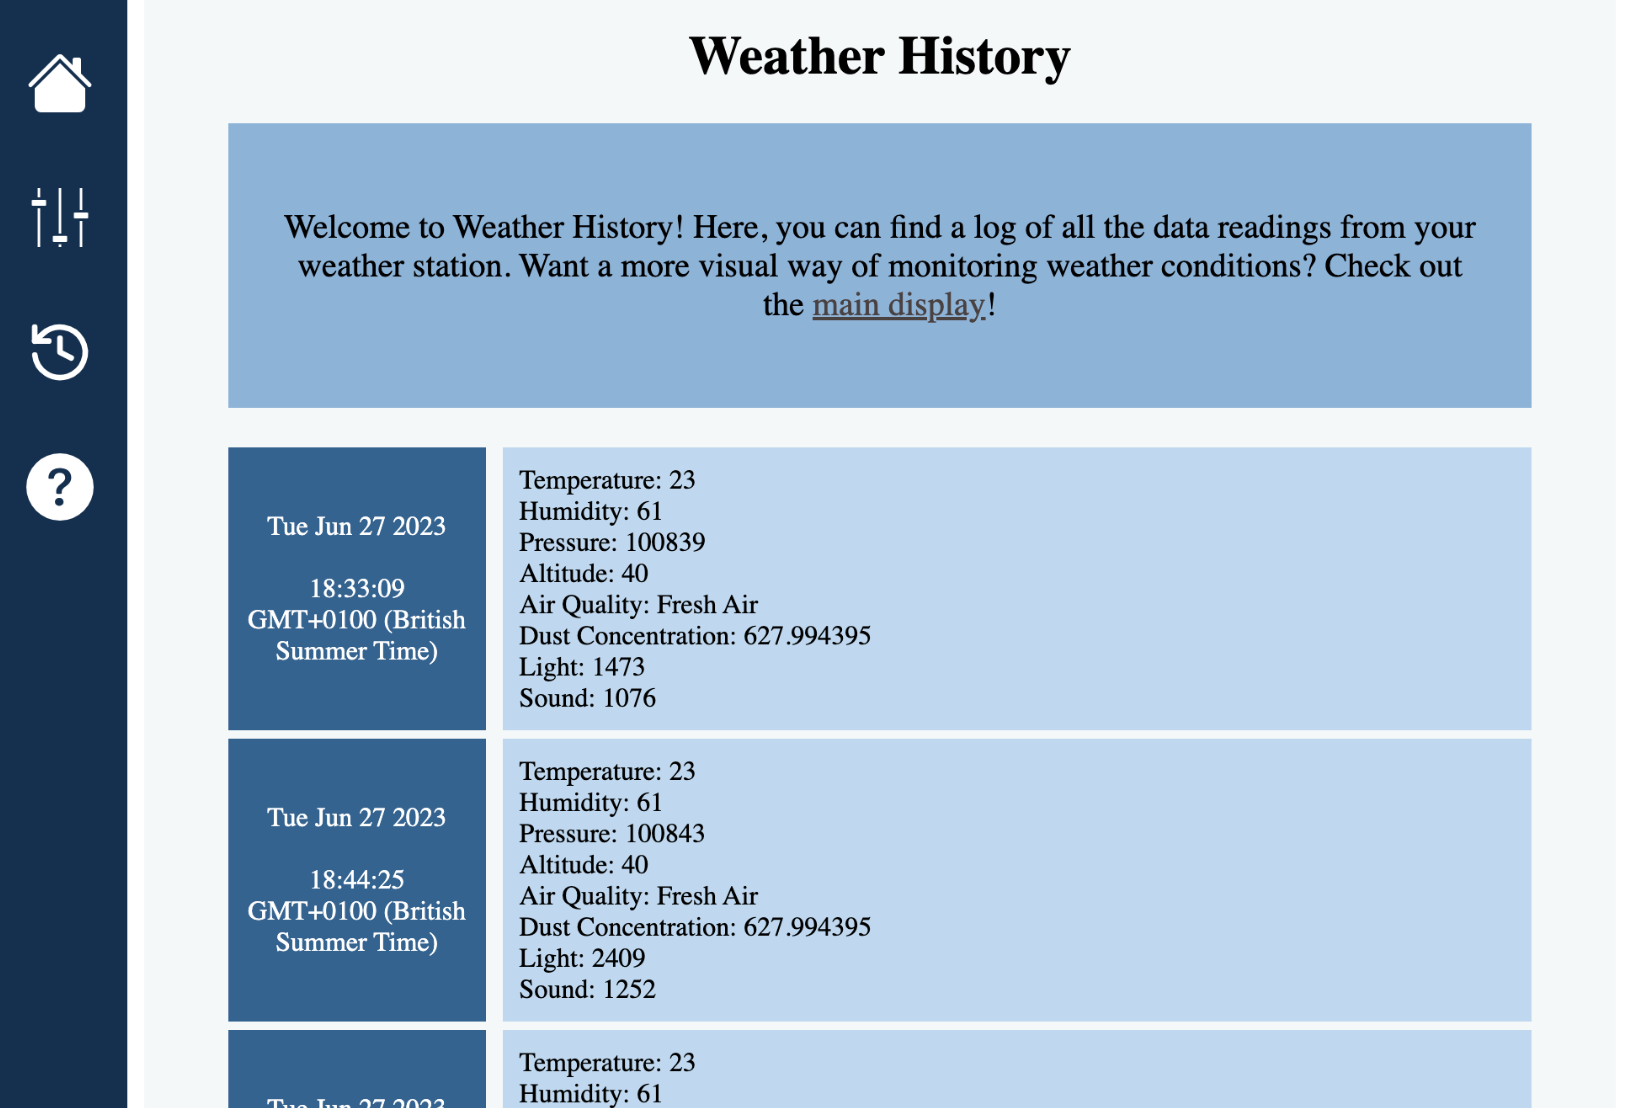 Weather History
Welcome to Weather History! Here, you can find a log of all the data readings from your
weather station. Want a more visual way of monitoring weather conditions? Check out
the main display!
?
Tue Jun 27 2023
18:33:09
GMT+0100 (British
Summer Time)
Temperature: 23
Humidity: 61
Pressure: 100839
Altitude: 40
Air Quality: Fresh Air
Dust Concentration: 627.994395
Light: 1473
Sound: 1076
Tue Jun 27 2023
18:44:25
GMT+0100 (British
Summer Time)
Temperature: 23
Humidity: 61
Pressure: 100843
Altitude: 40
Air Quality: Fresh Air
Dust Concentration: 627.994395
Light: 2409
Sound: 1252
Tue Jun 27 2023
Temperature: 23
Humidity: 61